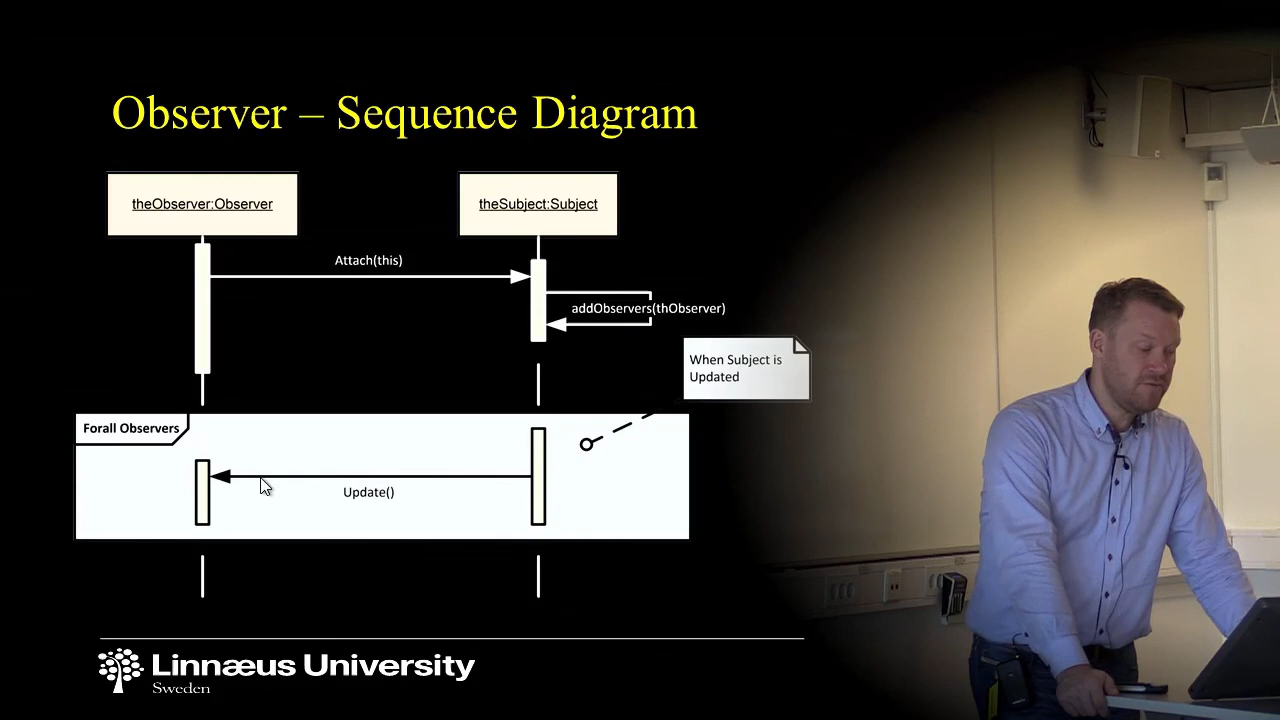 Observer – Sequence Diagram
theObserver:Observer
theSubject:Subject
Attach(this)
addObservers(thObserver)
When Subject is
Updated
Forall Observers
Update()
Linnæus University
Sweden